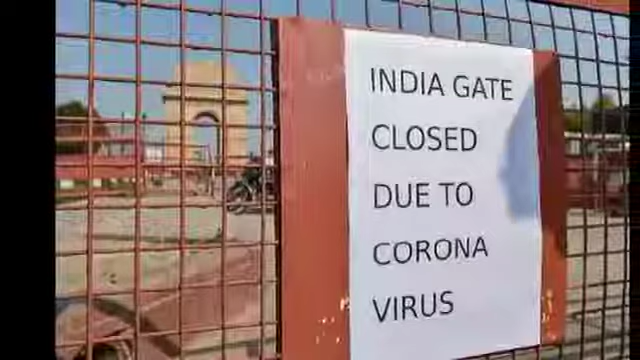 INDIA GATE
CLOSED
DUE TO
CORONA
VIRUS